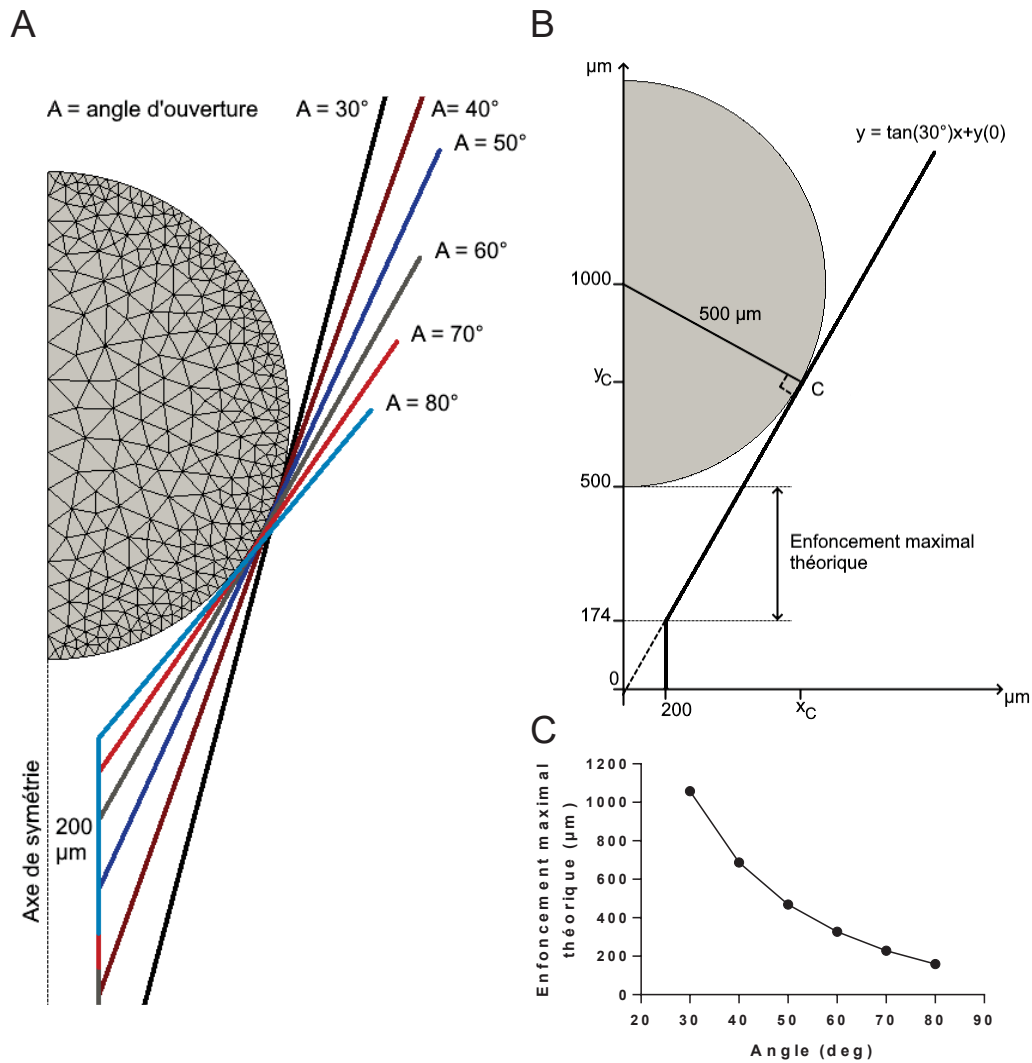 A
A = angle d'ouverture
A = 30°
A= 40°
A = 50°
A = 60°
A = 70°
A = 80°
Axe de symétrie
200
µm
B
µm
y = tan(30°)x+y(0)
1000
500 µm
yC
C
500
Enfoncement maximal
théorique
174
0
200
xC
µm
C
Enfoncement maximal
théorique (µm)
1200
1000
800
600
400
200
0
20 30 40 50 60 70 80 90
Angle (deg)